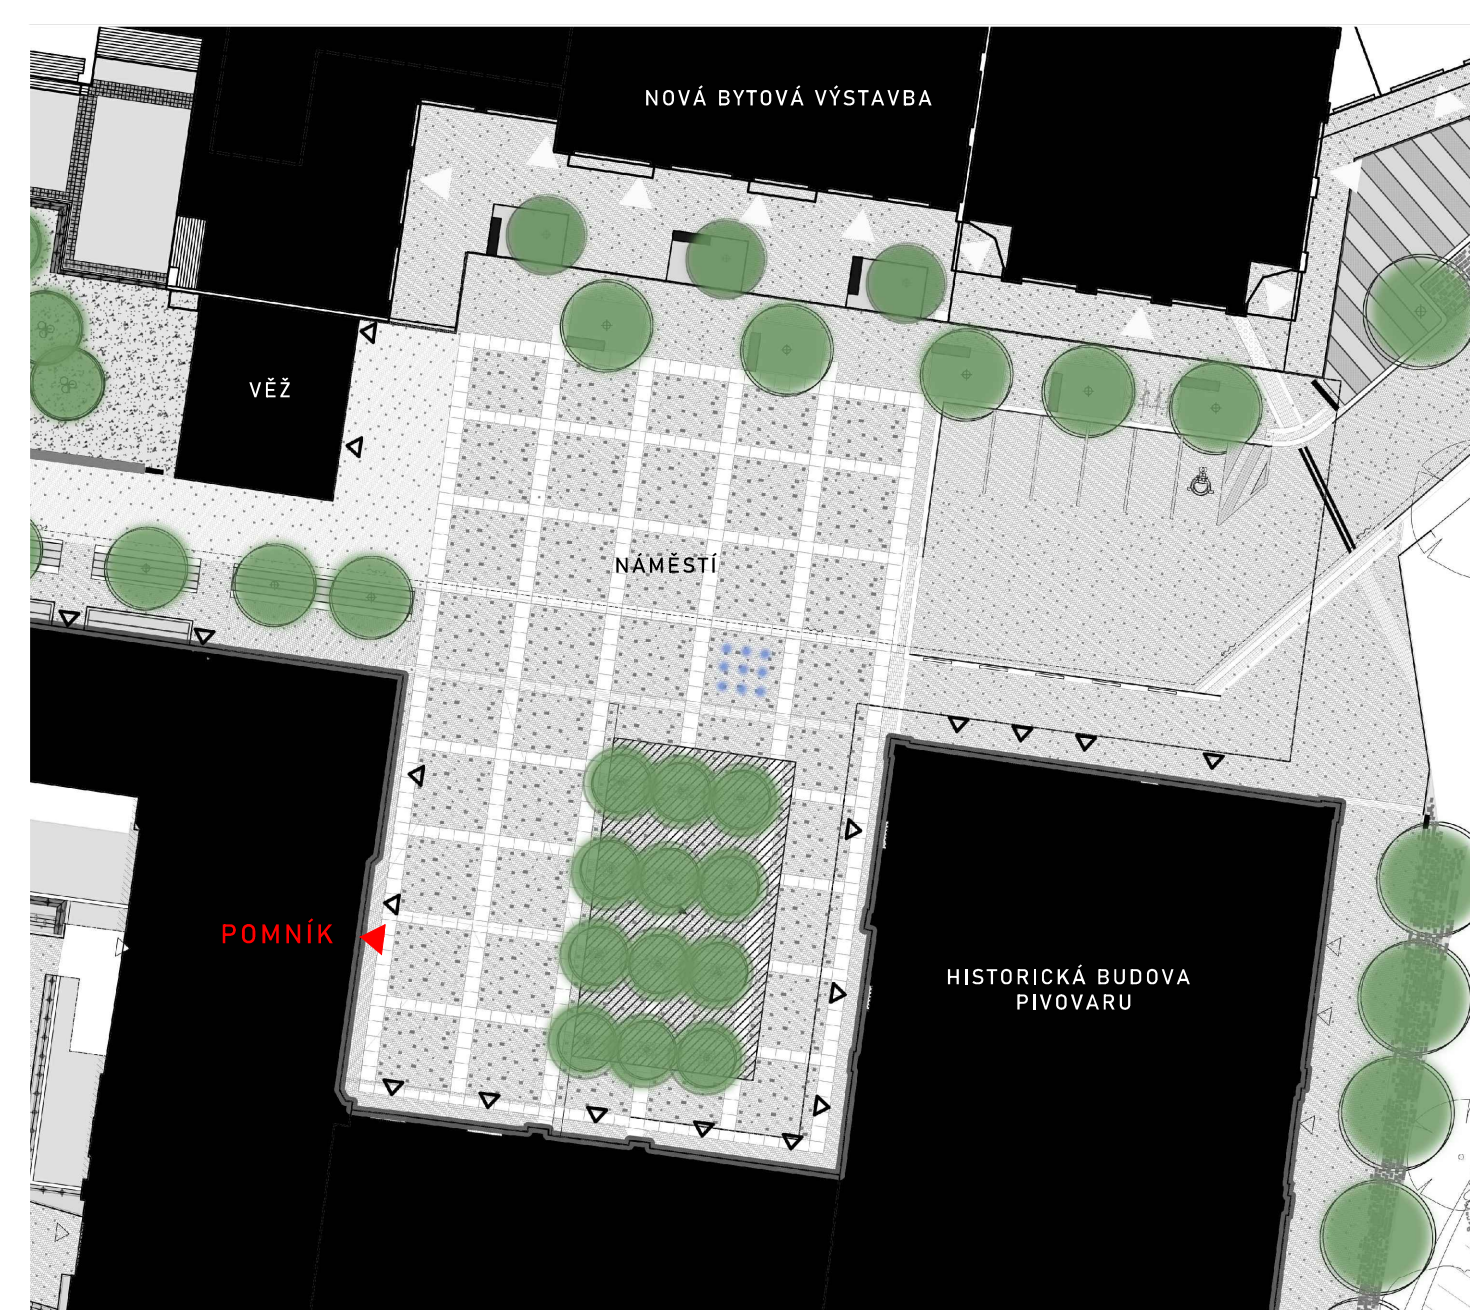 NOVÁ BYTOVÁ VÝSTAVBA
VĚŽ
NÁMĚSTÍ
POMNÍK
HISTORICKÁ BUDOVA
PIVOVARU